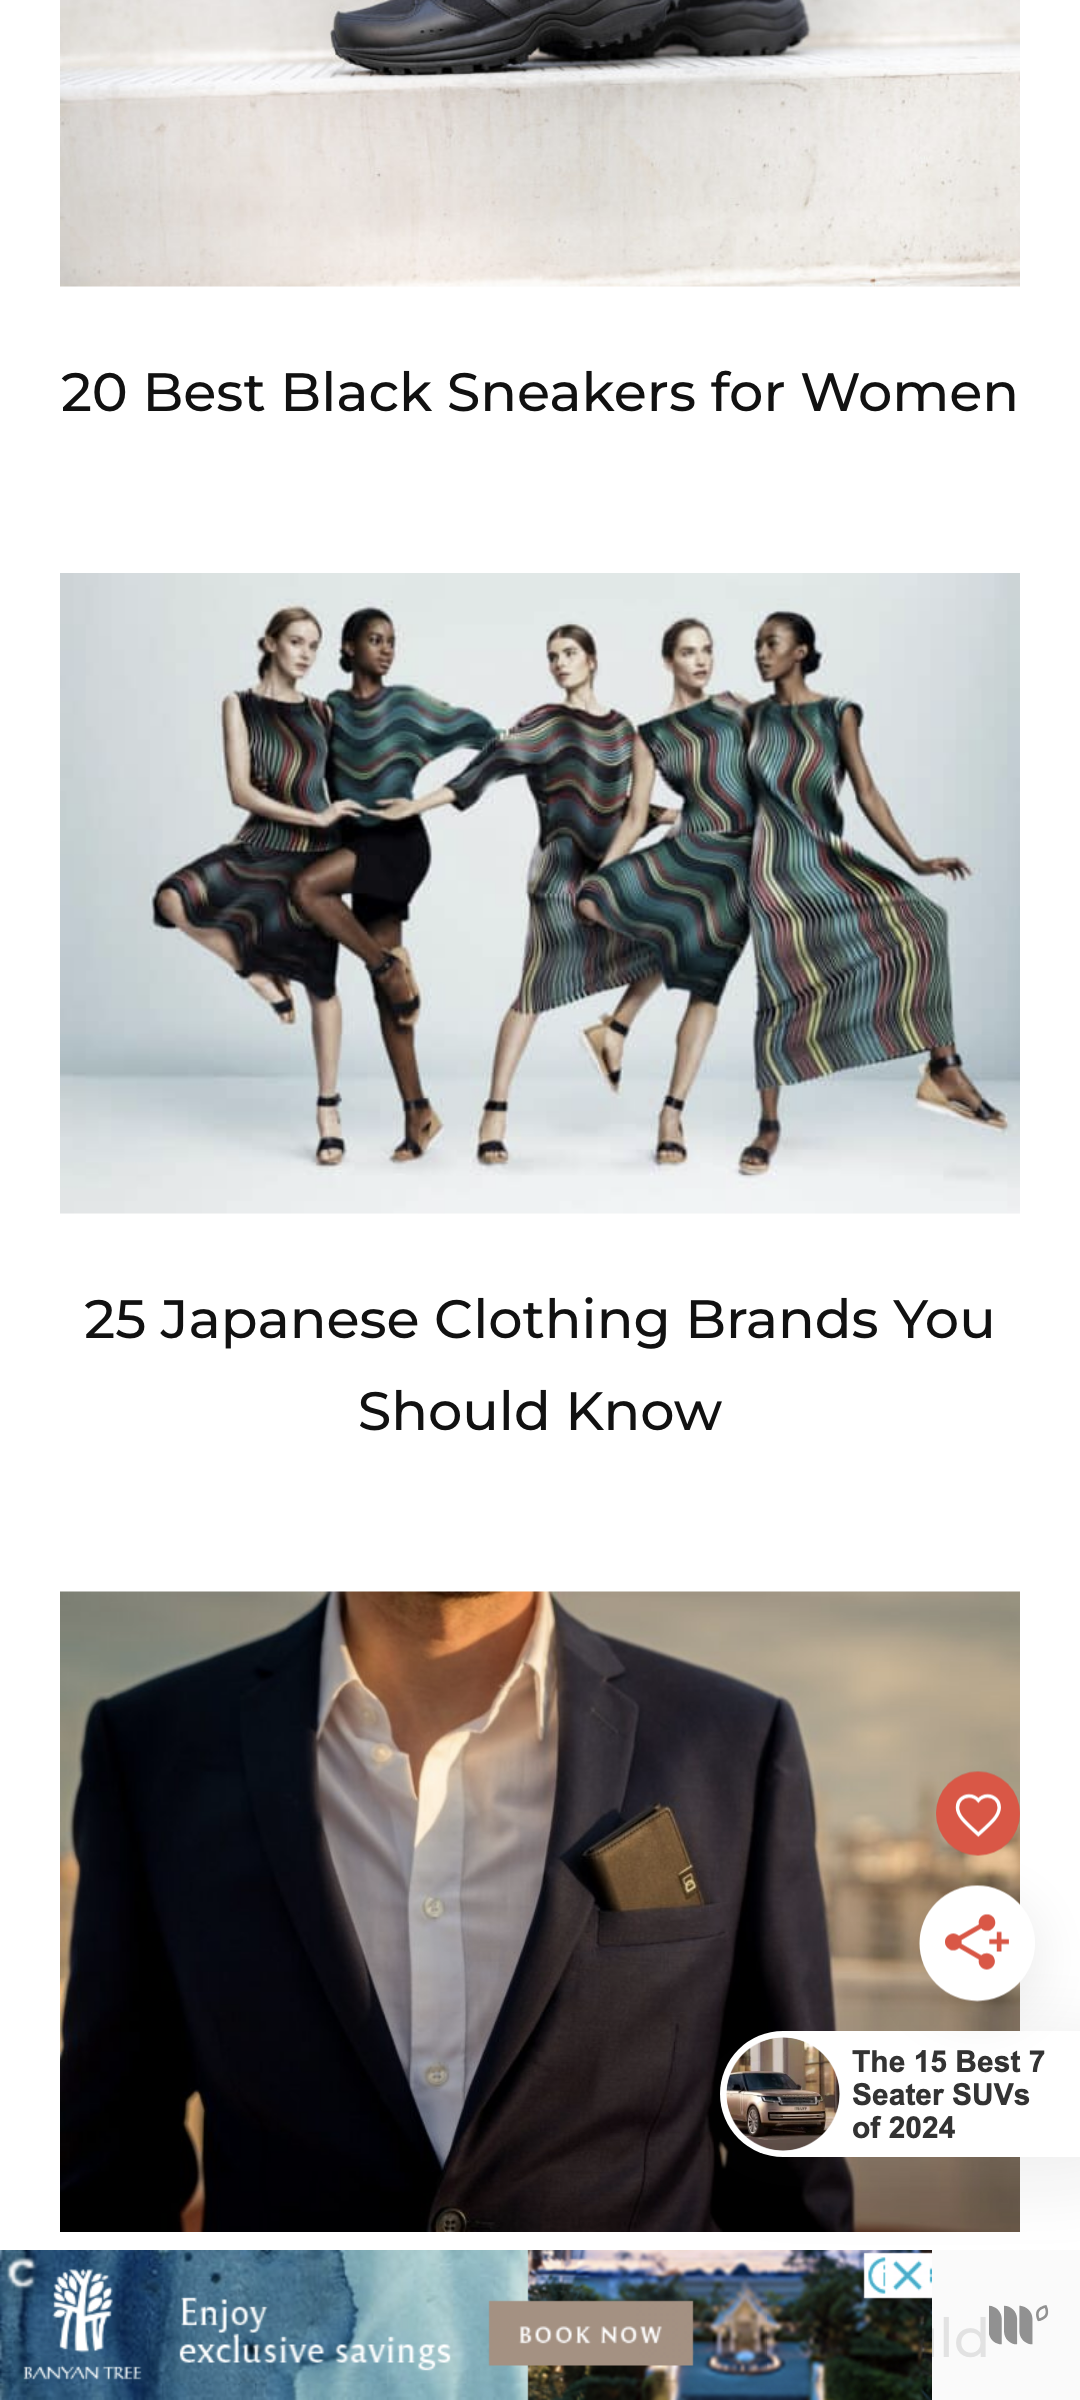 20 Best Black Sneakers for Women
25 Japanese Clothing Brands You
Should Know
The 15 Best 7
Seater SUVs
of 2024
C
BANYAN TREE
Enjoy
exclusive savings
BOOK NOW
ld